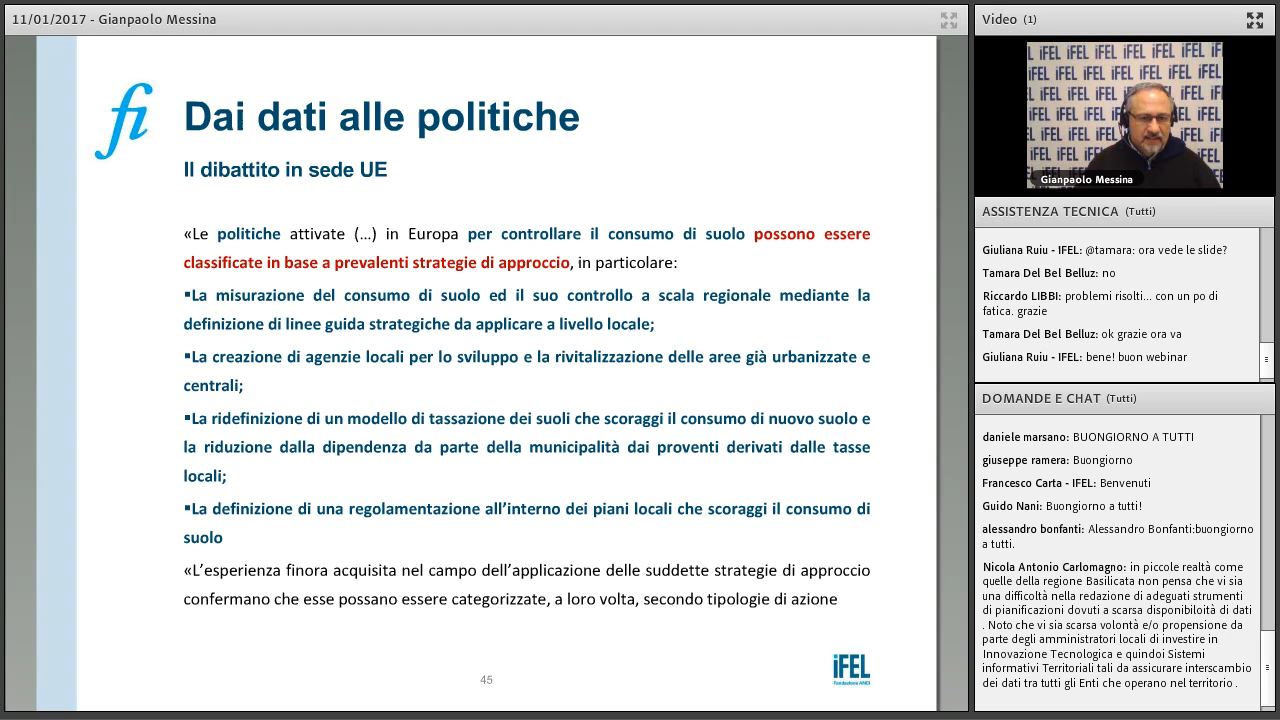 11/01/2017 - Gianpaolo Messina
fi
Dai dati alle politiche
Il dibattito in sede UE
«Le politiche attivate (…) in Europa per controllare il consumo di suolo possono essere
classificate in base a prevalenti strategie di approccio, in particolare:
▪La misurazione del consumo di suolo ed il suo controllo a scala regionale mediante la
definizione di linee guida strategiche da applicare a livello locale;
▪La creazione di agenzie locali per lo sviluppo e la rivitalizzazione delle aree già urbanizzate e
centrali;
▪La ridefinizione di un modello di tassazione dei suoli che scoraggi il consumo di nuovo suolo e
la riduzione dalla dipendenza da parte della municipalità dai proventi derivati dalle tasse
locali;
▪La definizione di una regolamentazione all’interno dei piani locali che scoraggi il consumo di
suolo
«L’esperienza finora acquisita nel campo dell’applicazione delle suddette strategie di approccio
confermano che esse possano essere categorizzate, a loro volta, secondo tipologie di azione
45
iFEL
Fondazione ANCI
Video (1)
iFEL iFEL iFEL iFEL
Gianpaolo Messina
ASSISTENZA TECNICA (Tutti)
Giuliana Ruiu - IFEL: @tamara: ora vede le slide?
Tamara Del Bel Belluz: no
Riccardo LIBBI: problemi risolti... con un po di
fatica. grazie
Tamara Del Bel Belluz: ok grazie ora va
Giuliana Ruiu - IFEL: bene! buon webinar
DOMANDE E CHAT (Tutti)
daniele marsano: BUONGIORNO A TUTTI
giuseppe ramera: Buongiorno
Francesco Carta - IFEL: Benvenuti
Guido Nani: Buongiorno a tutti!
alessandro bonfanti: Alessandro Bonfanti:buongiorno
a tutti.
Nicola Antonio Carlomagno: in piccole realtà come
quelle della regione Basilicata non pensa che vi sia
una difficoltà nella redazione di adeguati strumenti
di pianificazioni dovuti a scarsa disponibiloità di dati
. Noto che vi sia scarsa volontà e/o propensione da
parte degli amministratori locali di investire in
Innovazione Tecnologica e quindoi Sistemi
informativi Territoriali tali da assicurare interscambio
dei dati tra tutti gli Enti che operano nel territorio .